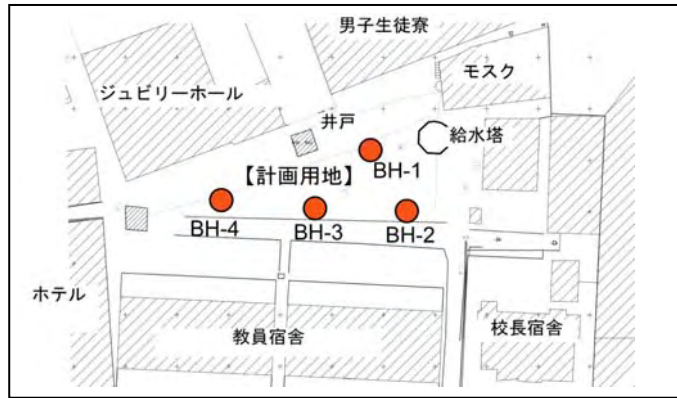 男子生徒寮
モスク
ジュビリーホール
井戸
給水塔
BH-1
【計画用地】
BH-4
BH-3
BH-2
ホテル
教員宿舎
校長宿舎